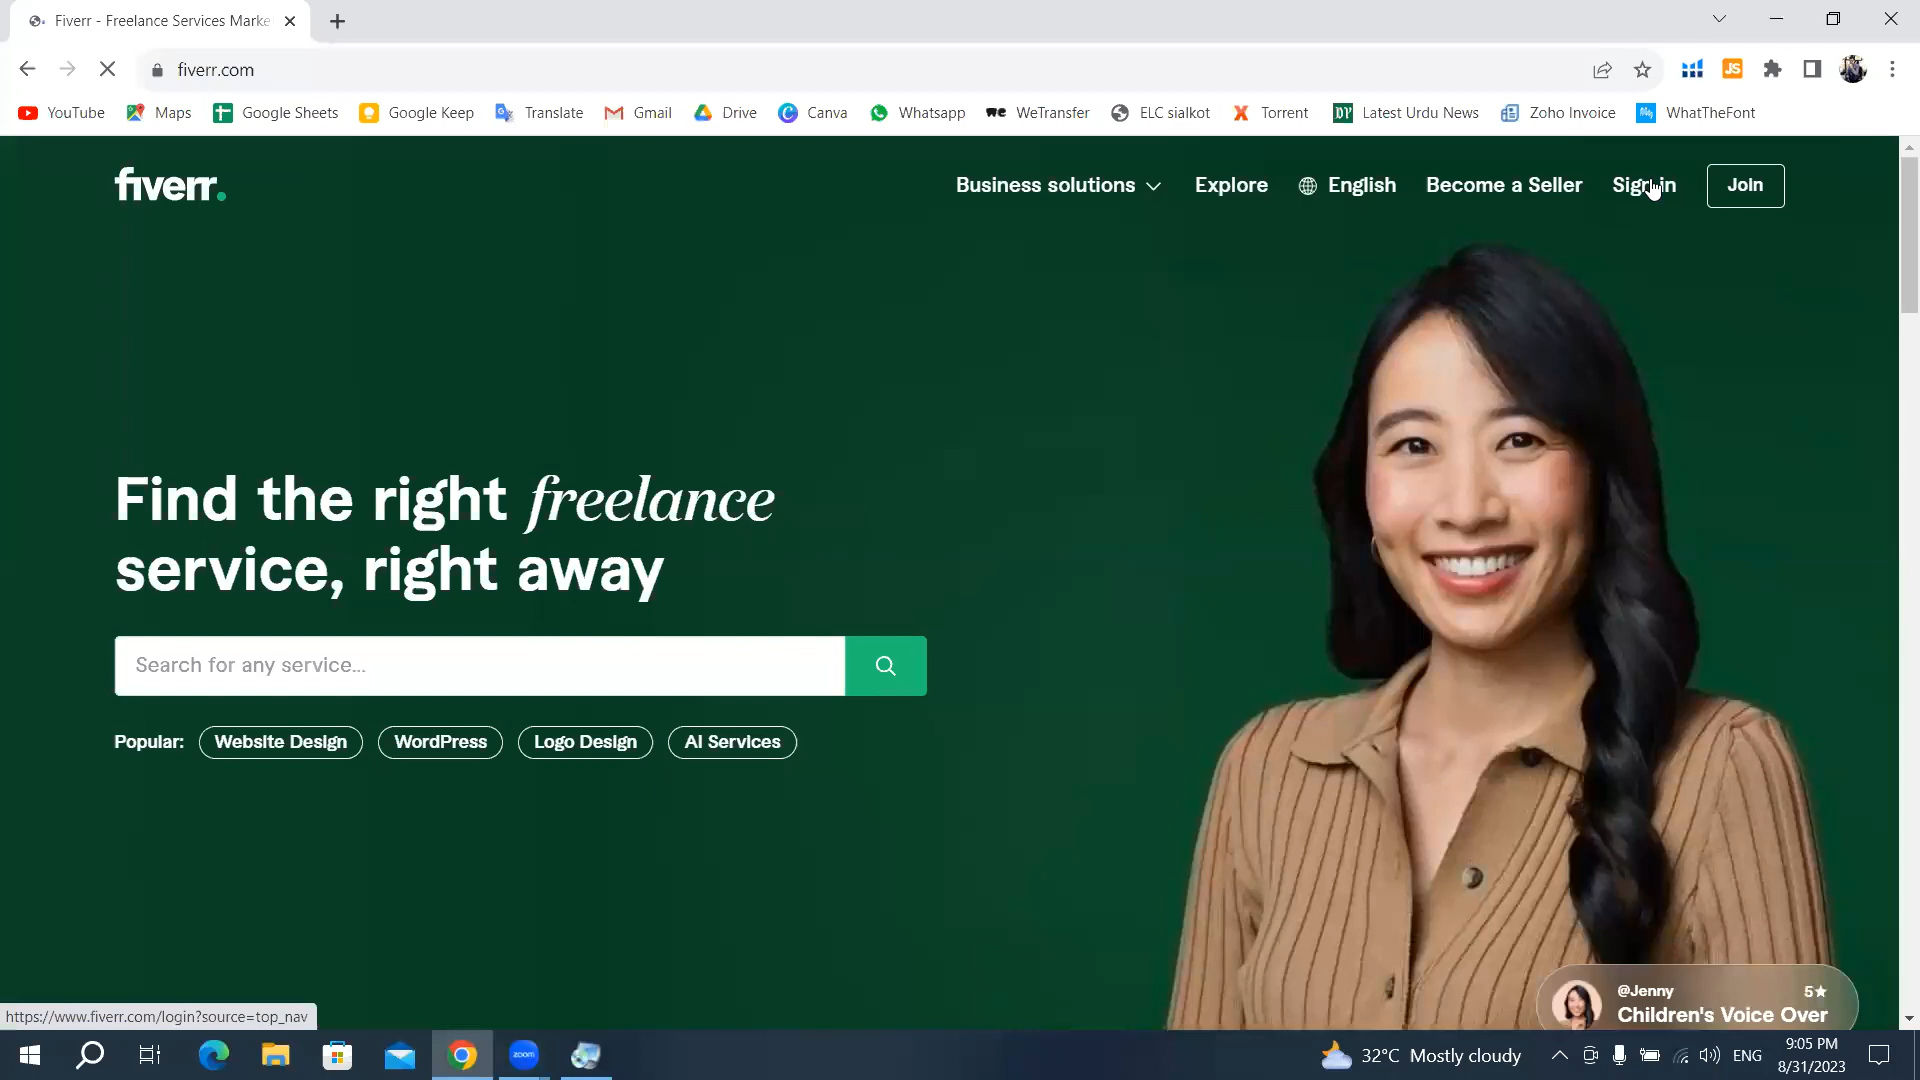 Fiverr - Freelance Services Marke
fiverr.com
YouTube Maps Google Sheets Google Keep Translate Gmail Drive Canva Whatsapp WeTransfer ELC sialkot Torrent Latest Urdu News Zoho Invoice WhatTheFont
fiverr. Business solutions Explore English Become a Seller Sign in Join
Find the right freelance
service, right away
Search for any service...
Popular: Website Design WordPress Logo Design AI Services
@Jenny 5★
Children's Voice Over
https://www.fiverr.com/login?source=top_nav
zoom
32°C Mostly cloudy ENG
9:05 PM
8/31/2023